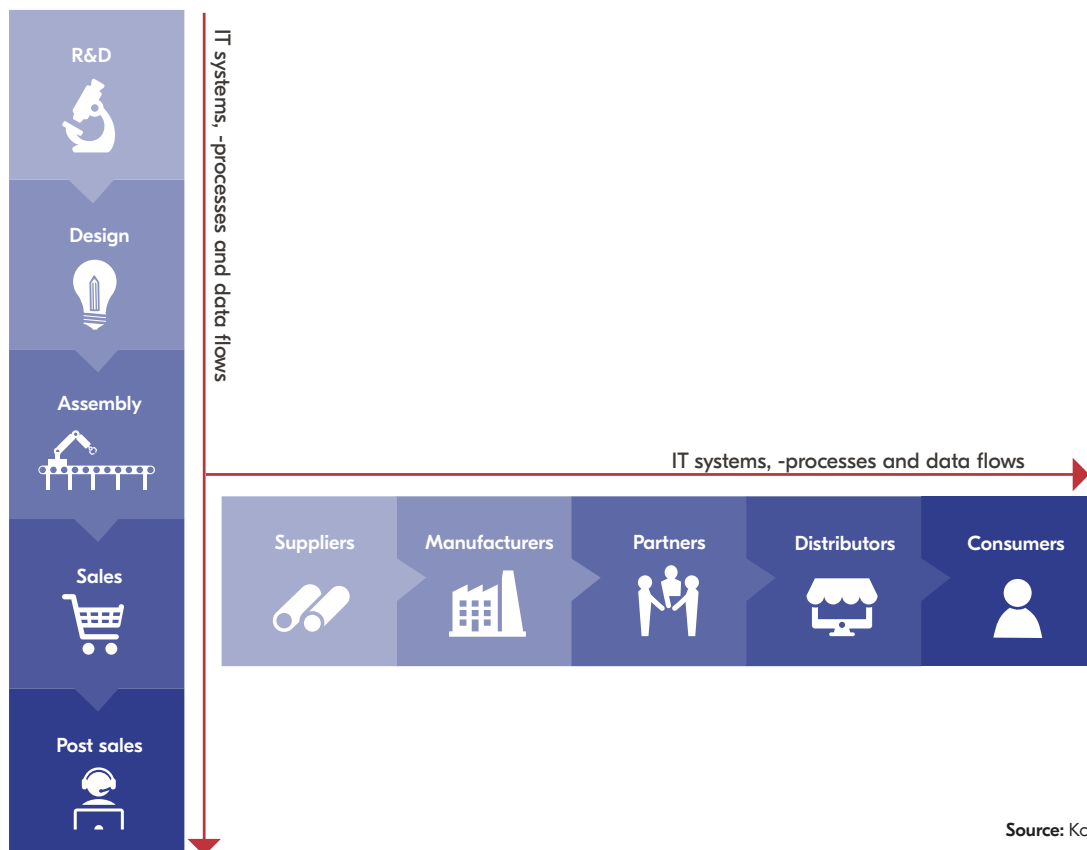 R&D
IT systems, -processes and data flows
Design
Assembly
Sales
Post sales
IT systems, -processes and data flows
Suppliers
Manufacturers
Partners
Distributors
Consumers
Source: